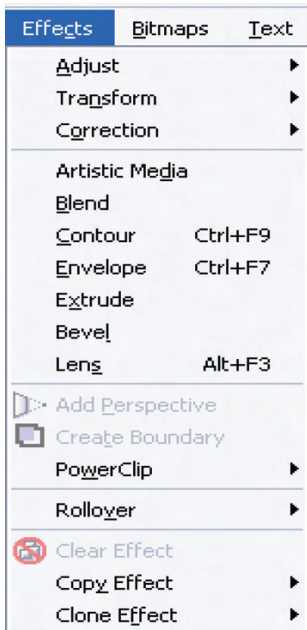 Effects Bitmaps Text
Adjust
Transform
Correction
Artistic Media
Blend
Contour Ctrl+F9
Envelope Ctrl+F7
Extrude
Bevel
Lens Alt+F3
Add Perspective
Create Boundary
PowerClip
Rollover
Clear Effect
Copy Effect
Clone Effect